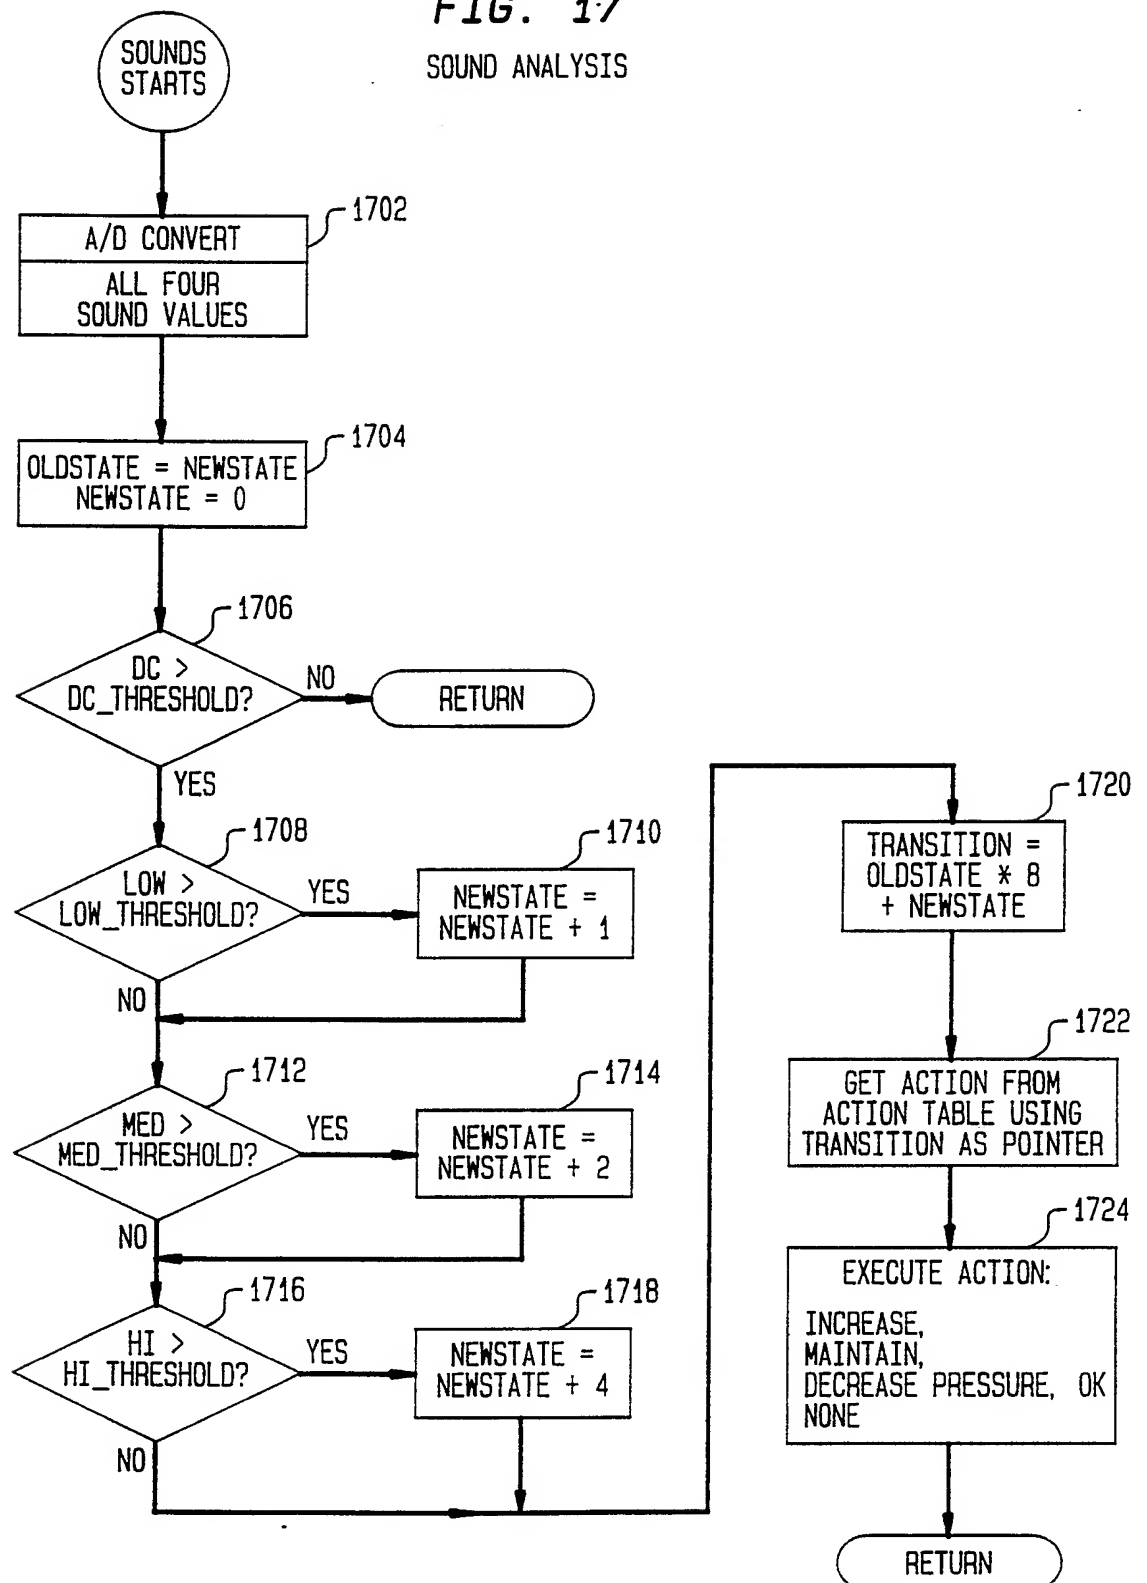 FIG. 17
SOUND ANALYSIS
SOUNDS
STARTS
1702
A/D CONVERT
ALL FOUR
SOUND VALUES
1704
OLDSTATE = NEWSTATE
NEWSTATE = 0
1706
DC >
DC_THRESHOLD?
NO
RETURN
YES
1708
LOW >
LOW_THRESHOLD?
YES
1710
NEWSTATE =
NEWSTATE + 1
NO
1712
MED >
MED_THRESHOLD?
YES
1714
NEWSTATE =
NEWSTATE + 2
NO
1716
HI >
HI_THRESHOLD?
YES
1718
NEWSTATE =
NEWSTATE + 4
NO
1720
TRANSITION =
OLDSTATE * 8
+ NEWSTATE
1722
GET ACTION FROM
ACTION TABLE USING
TRANSITION AS POINTER
1724
EXECUTE ACTION:
INCREASE,
MAINTAIN,
DECREASE PRESSURE, OK
NONE
RETURN